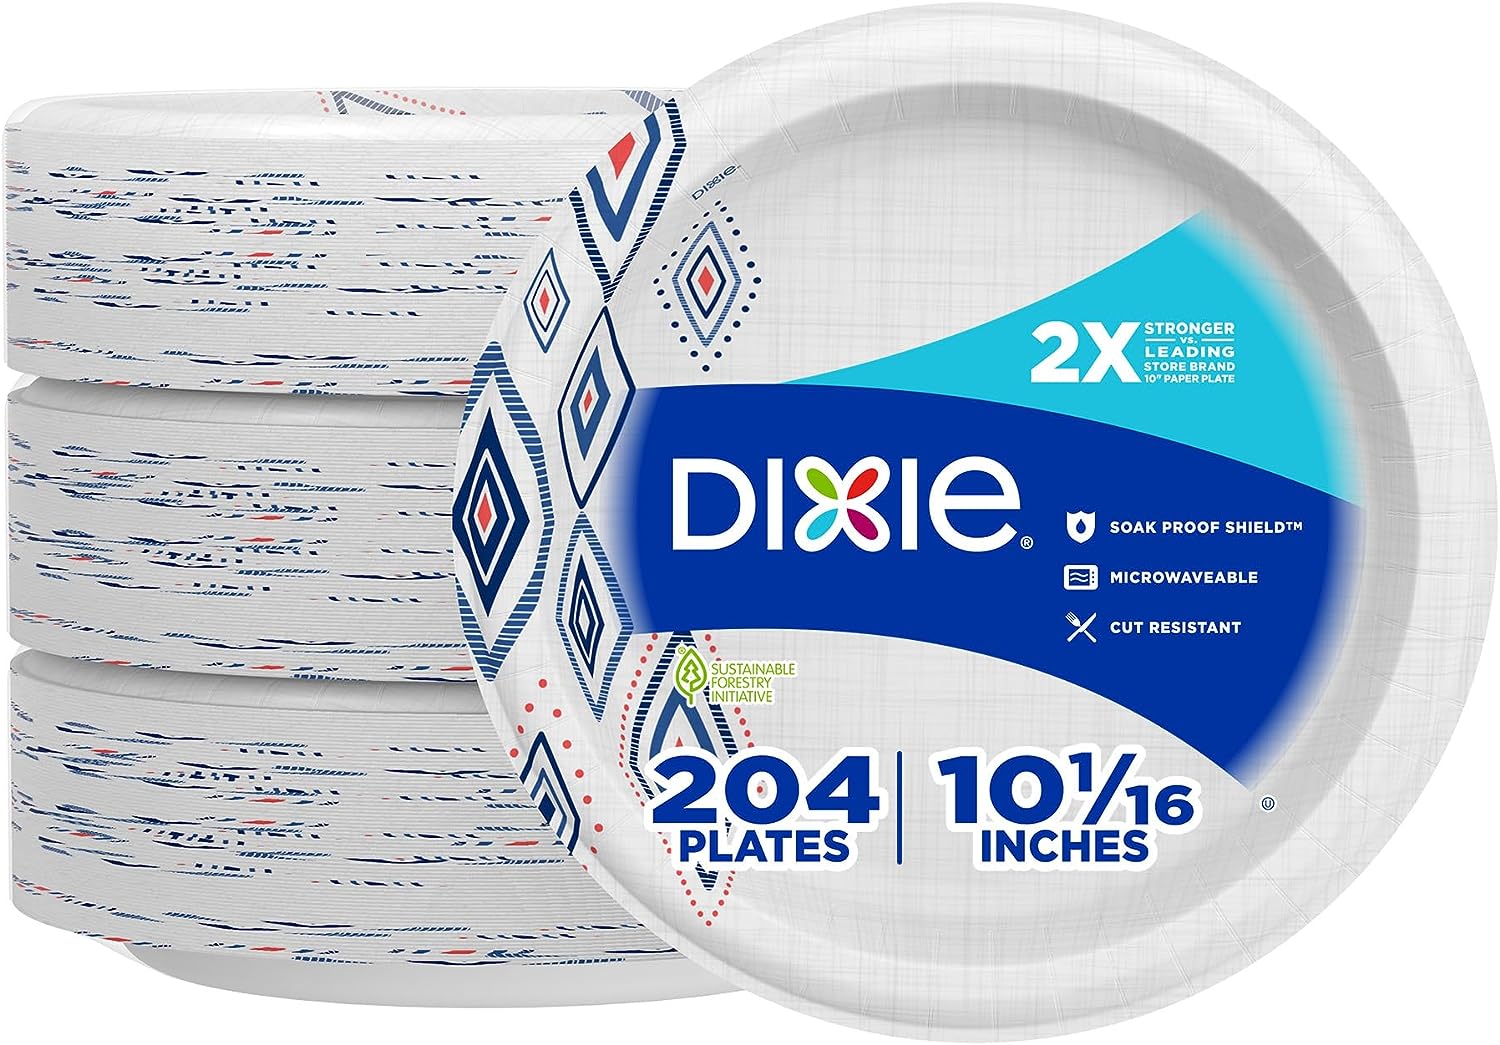 DIXIE
2X
STRONGER
VS.
LEADING
STORE BRAND
10" PAPER PLATE
DIXIE®
SOAK PROOF SHIELD™
MICROWAVEABLE
CUT RESISTANT
®
SUSTAINABLE
FORESTRY
INITIATIVE
204
PLATES
10 1/16
INCHES
U